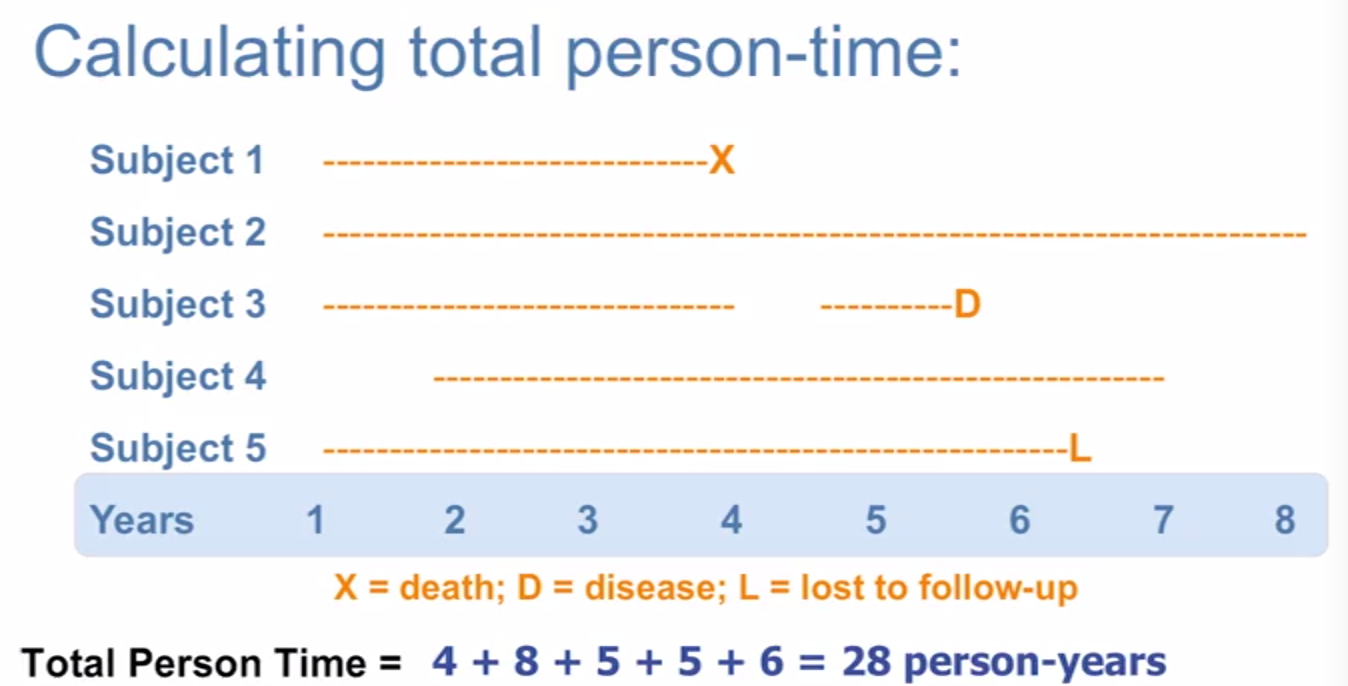 Calculating total person-time:
Subject 1 -----------------------------X
Subject 2 --------------------------------------------------------------------------
Subject 3 ------------------------------- ----------D
Subject 4 -------------------------------------------------------
Subject 5 --------------------------------------------------------L
Years 1 2 3 4 5 6 7 8
X = death; D = disease; L = lost to follow-up
Total Person Time = 4 + 8 + 5 + 5 + 6 = 28 person-years